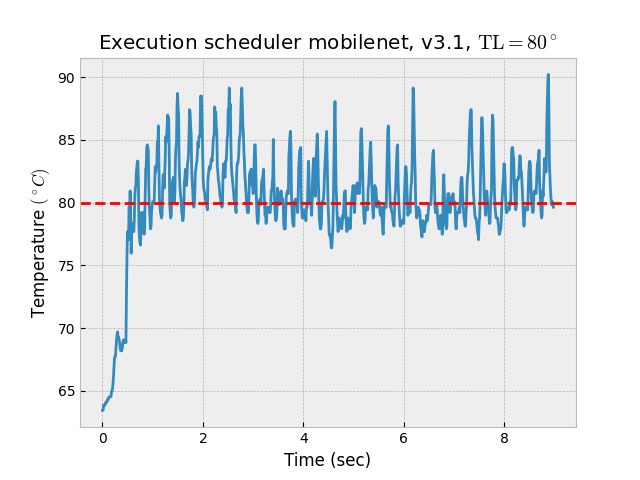 Execution scheduler mobilenet, v3.1, TL = 80°
90
85
80
75
70
65
Temperature (°C)
0 2 4 6 8
Time (sec)